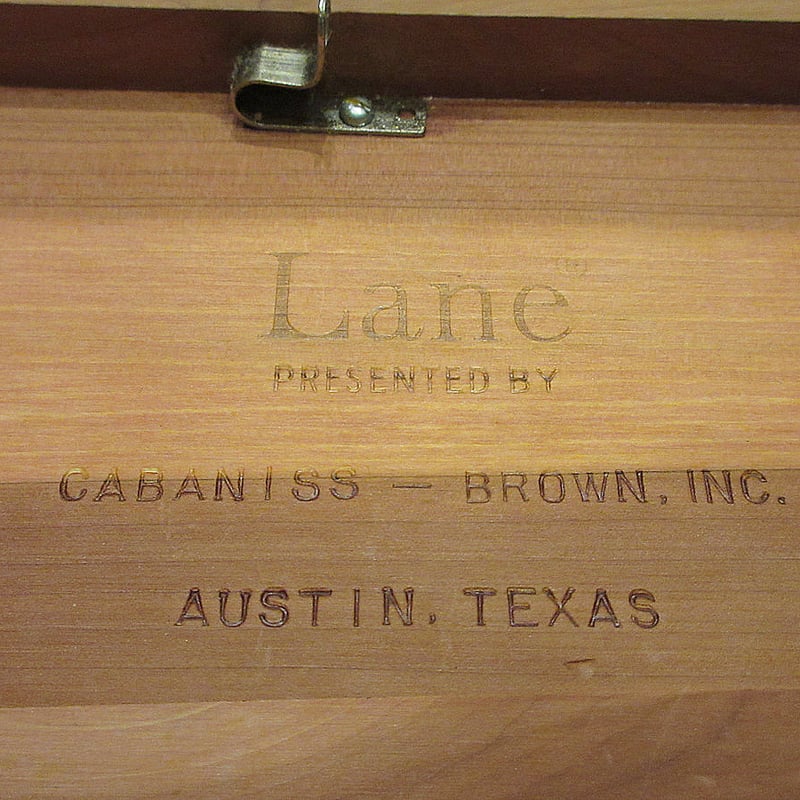 Lane®
PRESENTED BY
CABANISS — BROWN, INC.
AUSTIN, TEXAS